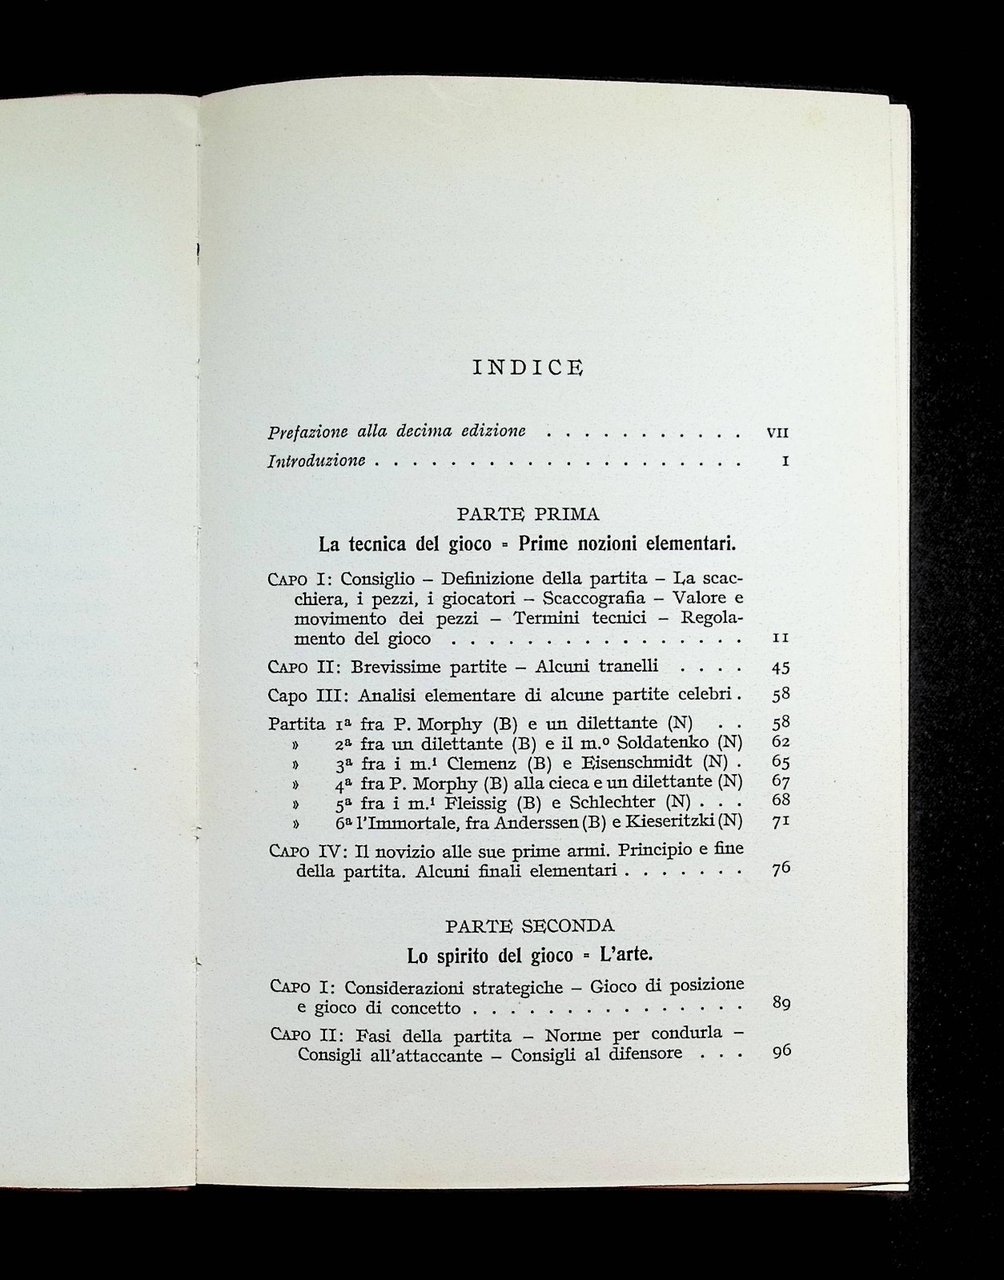 INDICE
Prefazione alla decima edizione . . . . . . . . . . . VII
Introduzione . . . . . . . . . . . . . . . . . . . . 1
PARTE PRIMA
La tecnica del gioco = Prime nozioni elementari.
CAPO I: Consiglio – Definizione della partita – La scac-
chiera, i pezzi, i giocatori – Scaccografia – Valore e
movimento dei pezzi – Termini tecnici – Regola-
mento del gioco . . . . . . . . . . . . . . . . 11
CAPO II: Brevissime partite – Alcuni tranelli . . . . 45
Capo III: Analisi elementare di alcune partite celebri . 58
Partita 1ª fra P. Morphy (B) e un dilettante (N) . . 58
» 2ª fra un dilettante (B) e il m.º Soldatenko (N) 62
» 3ª fra i m.ⁱ Clemenz (B) e Eisenschmidt (N) . 65
» 4ª fra P. Morphy (B) alla cieca e un dilettante (N) 67
» 5ª fra i m.ⁱ Fleissig (B) e Schlechter (N) . . . 68
» 6ª l'Immortale, fra Anderssen (B) e Kieseritzki (N) 71
CAPO IV: Il novizio alle sue prime armi. Principio e fine
della partita. Alcuni finali elementari . . . . . . . 76
PARTE SECONDA
Lo spirito del gioco = L'arte.
CAPO I: Considerazioni strategiche – Gioco di posizione
e gioco di concetto . . . . . . . . . . . . . . . 89
CAPO II: Fasi della partita – Norme per condurla –
Consigli all'attaccante – Consigli al difensore . . . 96